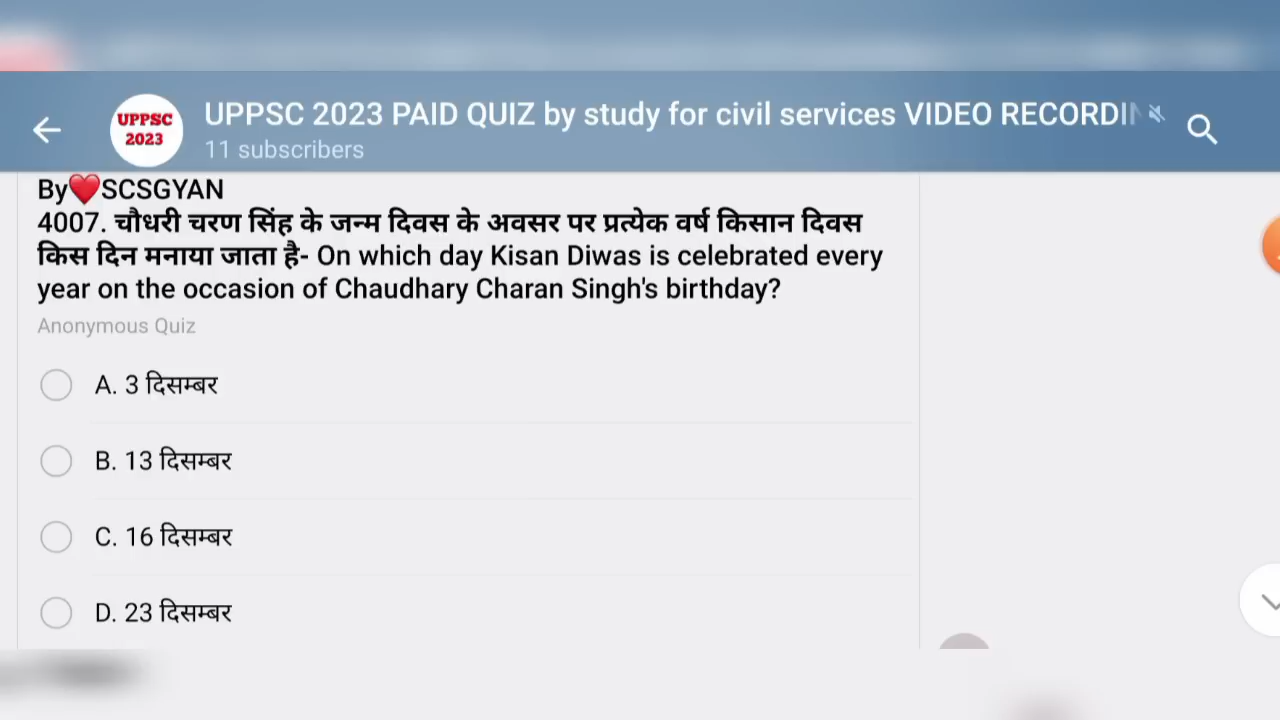 UPPSC
2023
UPPSC 2023 PAID QUIZ by study for civil services VIDEO RECORDIN
11 subscribers
By❤️SCSGYAN
4007. चौधरी चरण सिंह के जन्म दिवस के अवसर पर प्रत्येक वर्ष किसान दिवस
किस दिन मनाया जाता है- On which day Kisan Diwas is celebrated every
year on the occasion of Chaudhary Charan Singh's birthday?
Anonymous Quiz
A. 3 दिसम्बर
B. 13 दिसम्बर
C. 16 दिसम्बर
D. 23 दिसम्बर